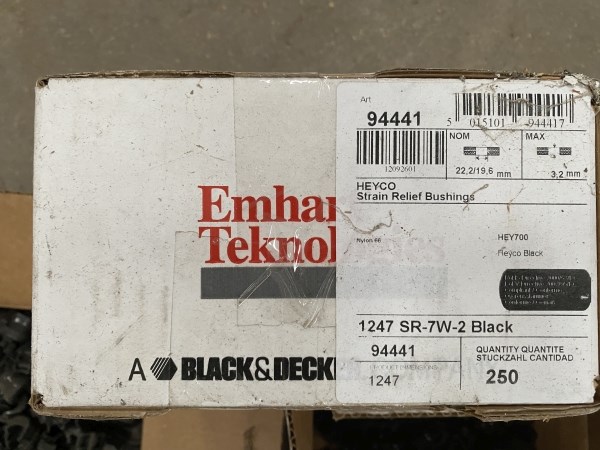 Art
94441
5 015101 944417
12092601
NOM
22,2/19,6 mm
MAX
3,2 mm
HEYCO
Strain Relief Bushings
Nylon 66
HEY700
Heyco Black
Emhar
Teknol
A BLACK&DECK
1247 SR-7W-2 Black
94441
1247
QUANTITY QUANTITE
STUCKZAHL CANTIDAD
250